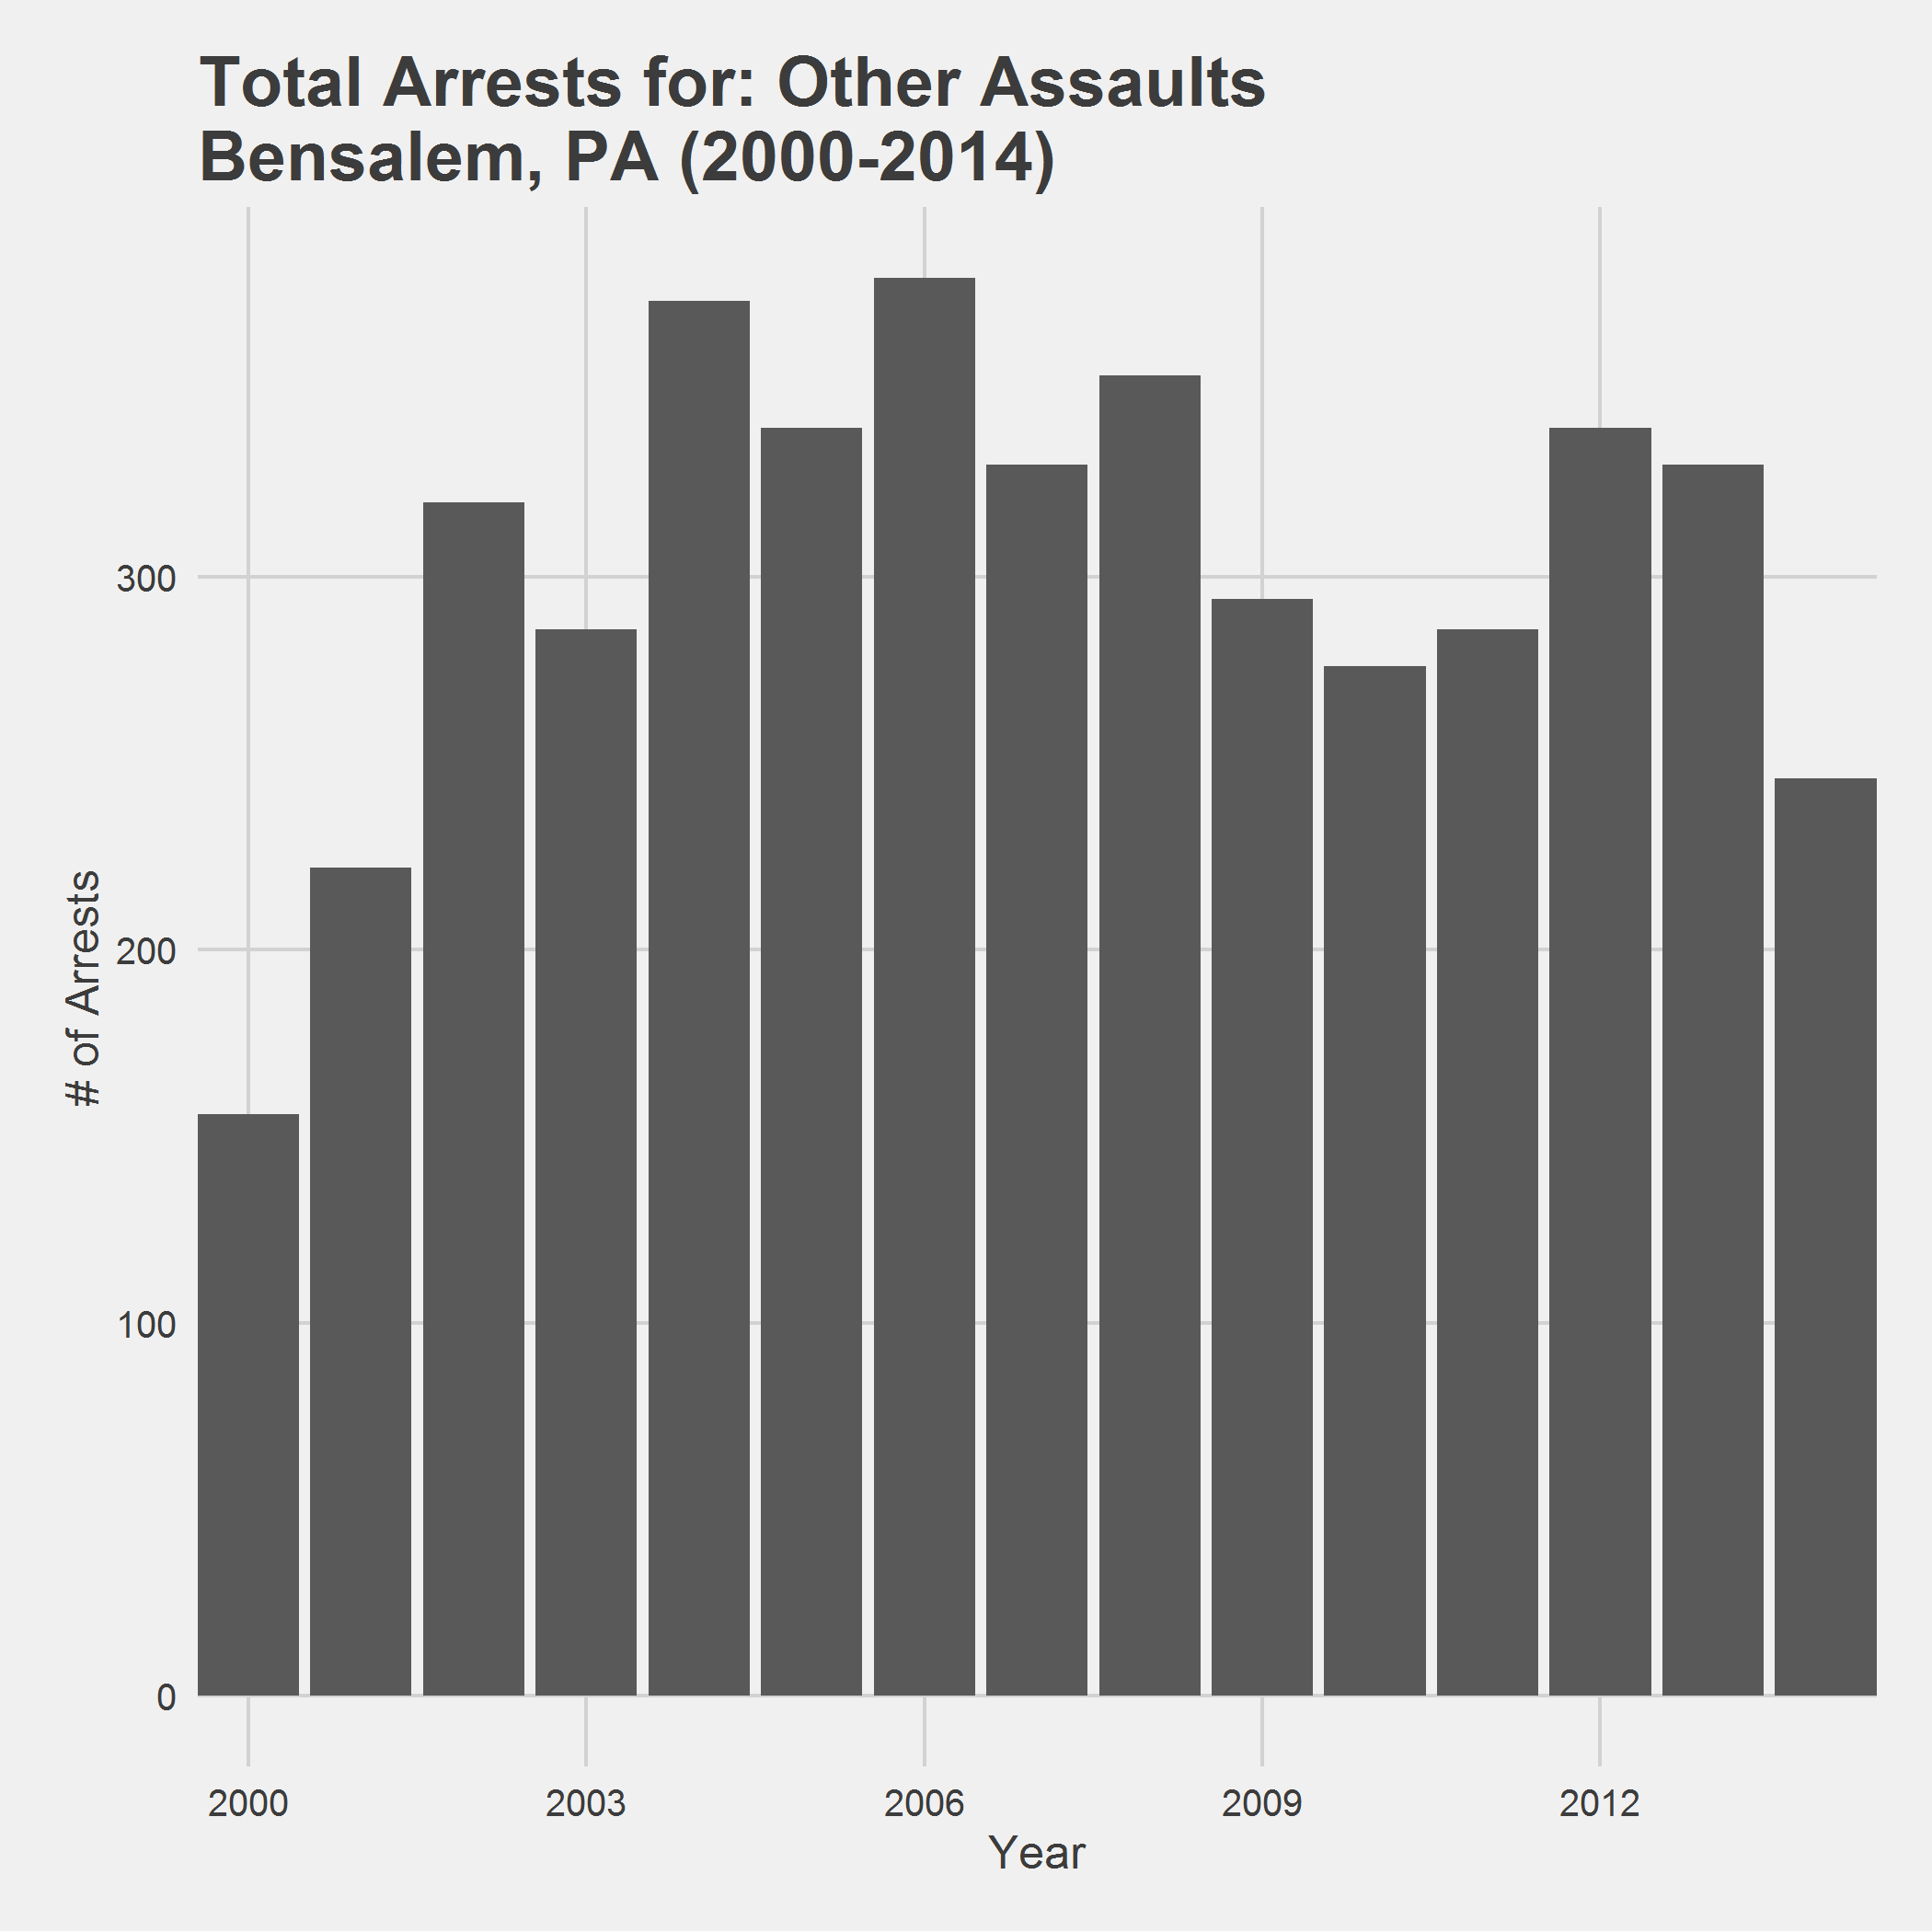 Total Arrests for: Other Assaults
Bensalem, PA (2000-2014)
300
200
100
0
# of Arrests
2000 2003 2006 2009 2012
Year